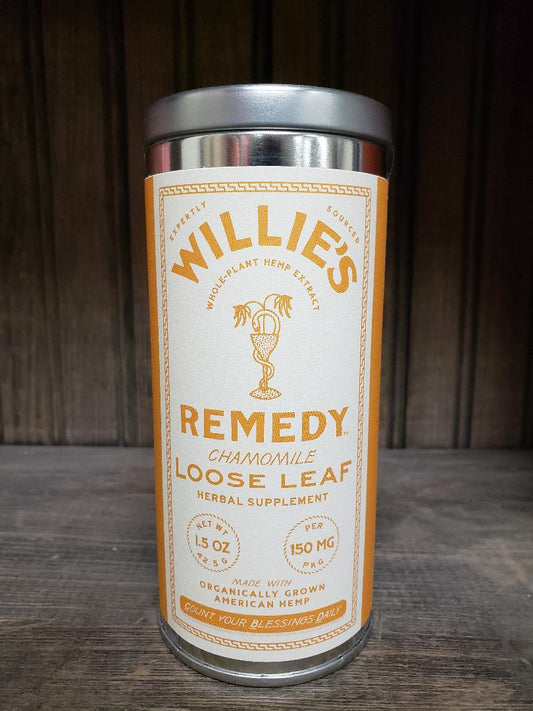 EXPERTLY SOURCED
WILLIE'S
WHOLE-PLANT HEMP EXTRACT
REMEDY™
CHAMOMILE
LOOSE LEAF
HERBAL SUPPLEMENT
NET WT
1.5 OZ
42.5 G
PER
150 MG
PKG
MADE WITH
ORGANICALLY GROWN
AMERICAN HEMP
COUNT YOUR BLESSINGS DAILY